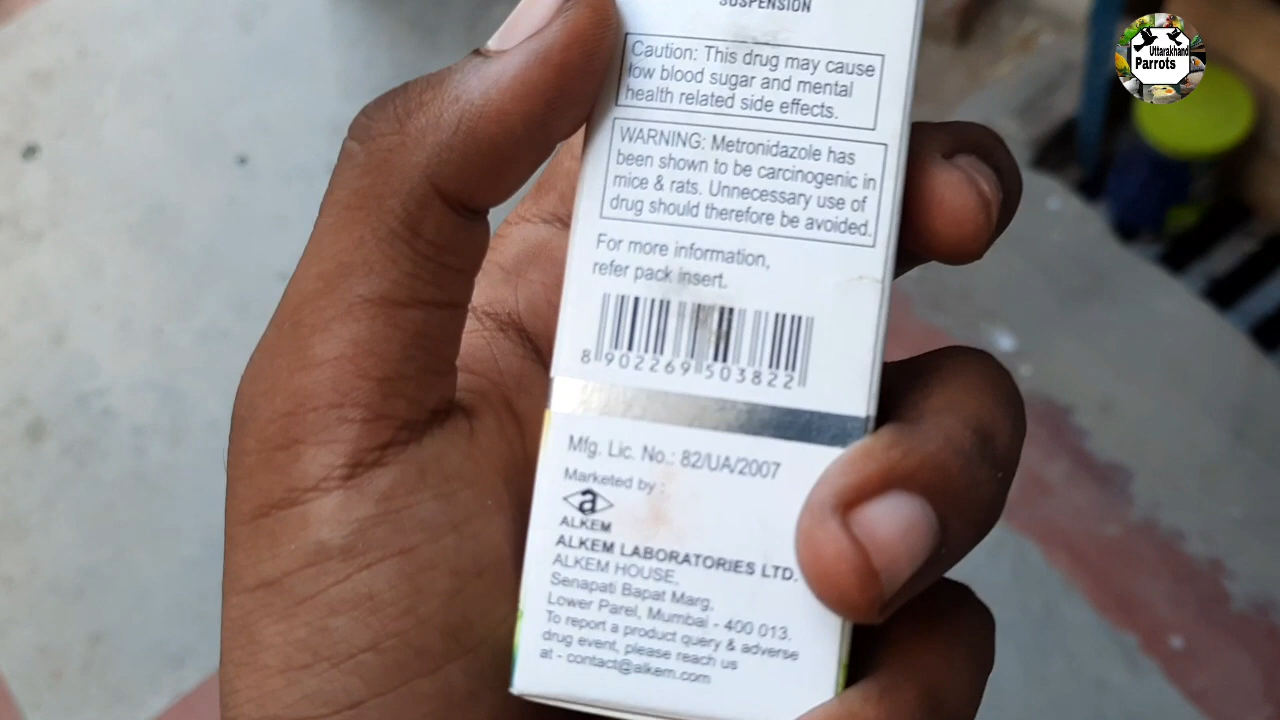 SUSPENSION
Caution: This drug may cause
low blood sugar and mental
health related side effects.
WARNING: Metronidazole has
been shown to be carcinogenic in
mice & rats. Unnecessary use of
drug should therefore be avoided.
For more information,
refer pack insert.
8 902269 503822
Mfg. Lic. No.: 82/UA/2007
Marketed by :
a
ALKEM
ALKEM LABORATORIES LTD.
ALKEM HOUSE,
Senapati Bapat Marg,
Lower Parel, Mumbai - 400 013.
To report a product query & adverse
drug event, please reach us
at - contact@alkem.com
Uttarakhand
Parrots